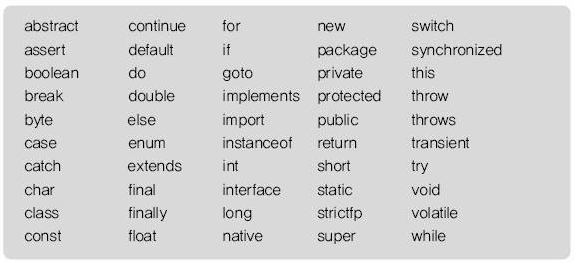 abstract continue for new switch
assert default if package synchronized
boolean do goto private this
break double implements protected throw
byte else import public throws
case enum instanceof return transient
catch extends int short try
char final interface static void
class finally long strictfp volatile
const float native super while